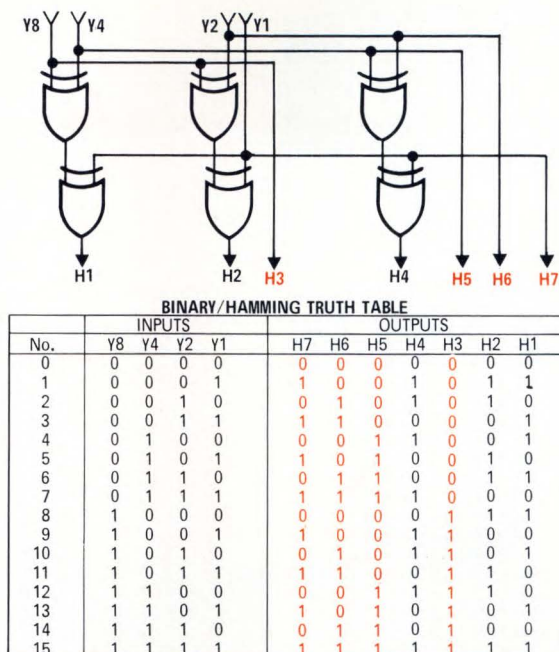 Y8 Y4 Y2 Y1
H1 H2 H3 H4 H5 H6 H7
BINARY/HAMMING TRUTH TABLE
INPUTS OUTPUTS
No. Y8 Y4 Y2 Y1 H7 H6 H5 H4 H3 H2 H1
0 0 0 0 0 0 0 0 0 0 0 0
1 0 0 0 1 1 0 0 1 0 1 1
2 0 0 1 0 0 1 0 1 0 1 0
3 0 0 1 1 1 1 0 0 0 0 1
4 0 1 0 0 0 0 1 1 0 0 1
5 0 1 0 1 1 0 1 0 0 1 0
6 0 1 1 0 0 1 1 0 0 1 1
7 0 1 1 1 1 1 1 1 0 0 0
8 1 0 0 0 0 0 0 0 1 1 1
9 1 0 0 1 1 0 0 1 1 0 0
10 1 0 1 0 0 1 0 1 1 0 1
11 1 0 1 1 1 1 0 0 1 1 0
12 1 1 0 0 0 0 1 1 1 1 0
13 1 1 0 1 1 0 1 0 1 0 1
14 1 1 1 0 0 1 1 0 1 0 0
15 1 1 1 1 1 1 1 1 1 1 1